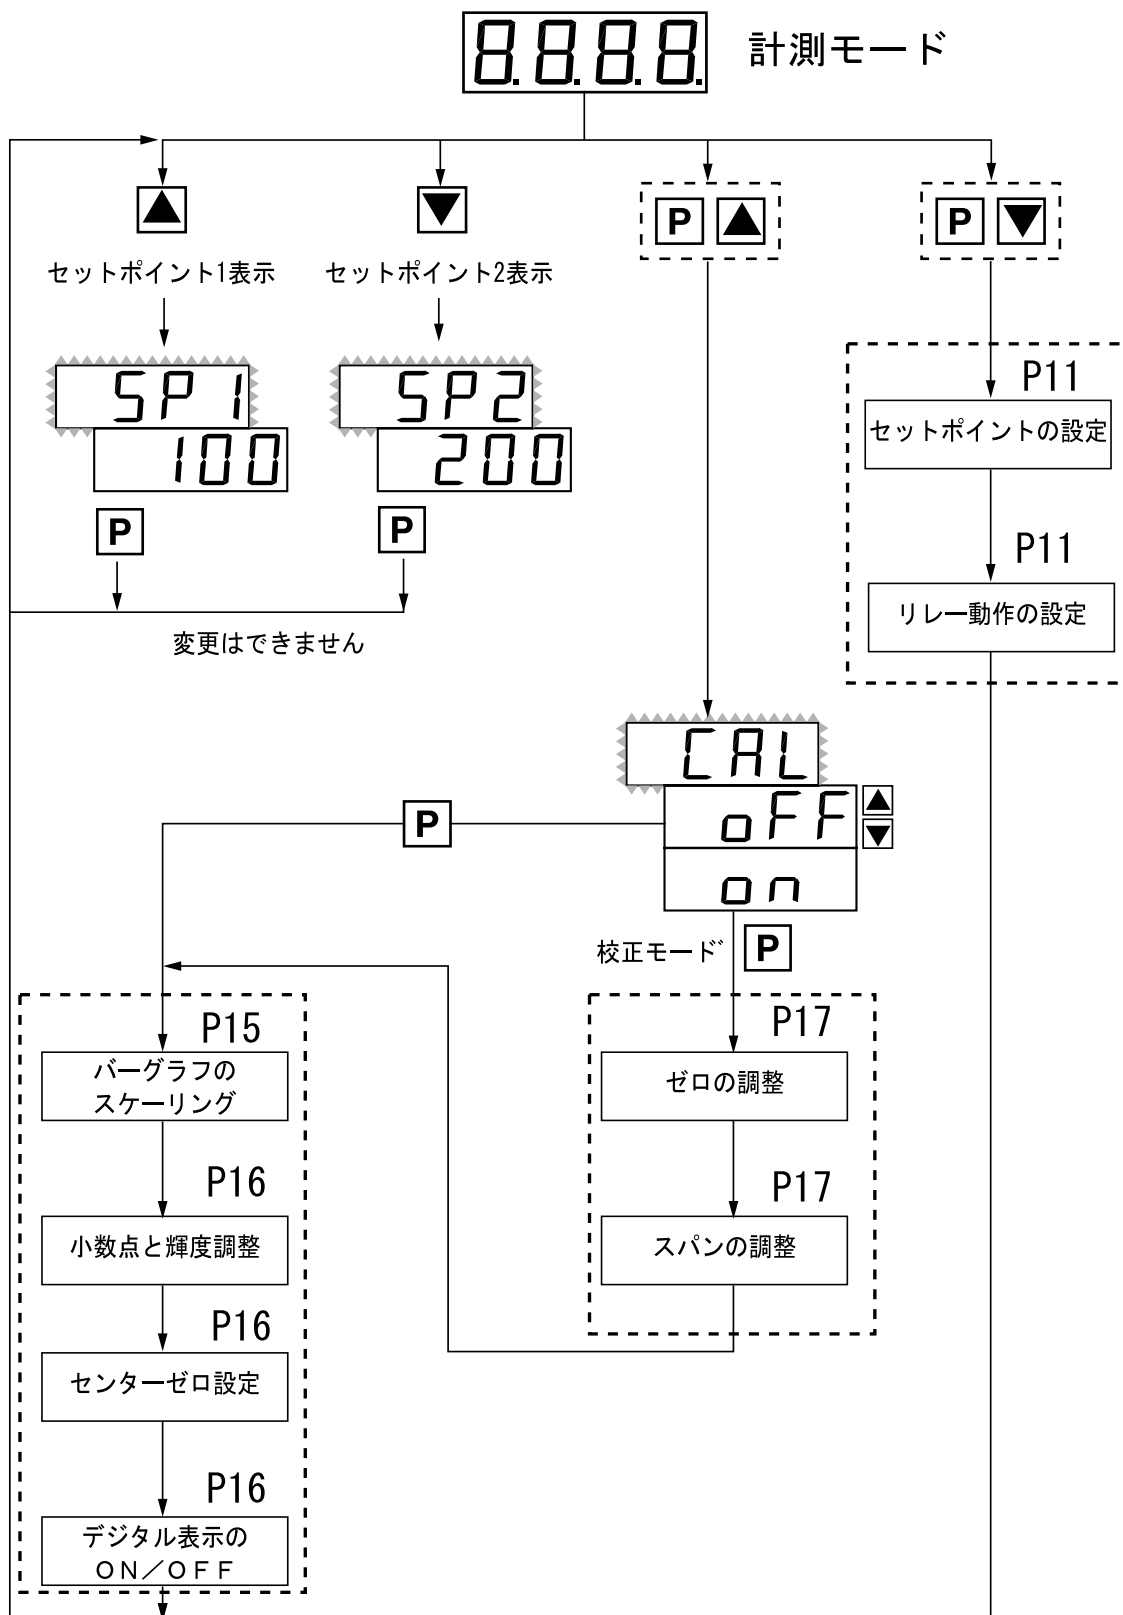 8.8.8.8.
計測モード
P
P
セットポイント1表示
セットポイント2表示
SP1
100
SP2
200
P
P
変更はできません
P11
セットポイントの設定
P11
リレー動作の設定
CAL
oFF
on
P
校正モード
P
P15
バーグラフの
スケーリング
P16
小数点と輝度調整
P16
センターゼロ設定
P16
デジタル表示の
ON/OFF
P17
ゼロの調整
P17
スパンの調整